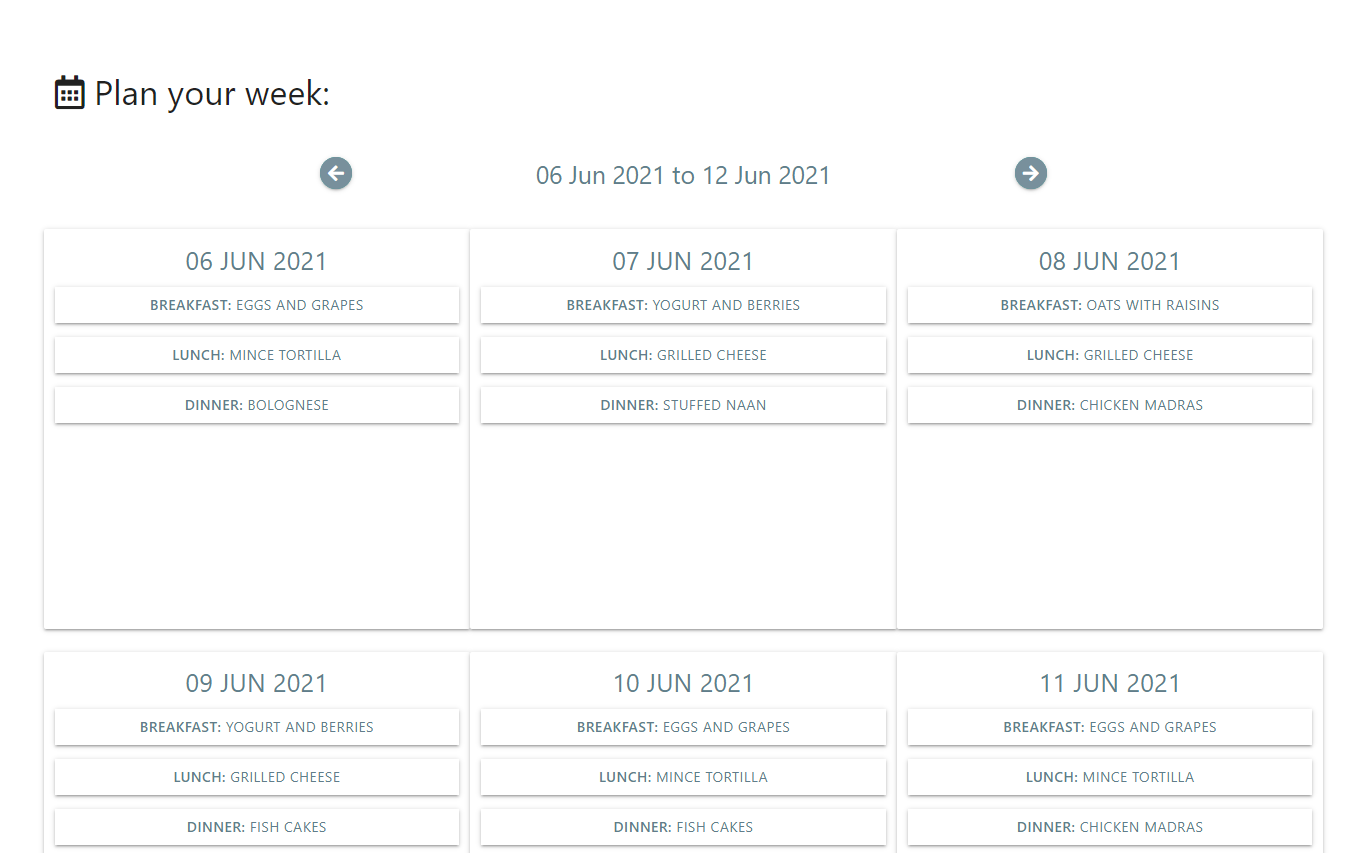 Plan your week:
06 Jun 2021 to 12 Jun 2021
06 JUN 2021
BREAKFAST: EGGS AND GRAPES
LUNCH: MINCE TORTILLA
DINNER: BOLOGNESE
07 JUN 2021
BREAKFAST: YOGURT AND BERRIES
LUNCH: GRILLED CHEESE
DINNER: STUFFED NAAN
08 JUN 2021
BREAKFAST: OATS WITH RAISINS
LUNCH: GRILLED CHEESE
DINNER: CHICKEN MADRAS
09 JUN 2021
BREAKFAST: YOGURT AND BERRIES
LUNCH: GRILLED CHEESE
DINNER: FISH CAKES
10 JUN 2021
BREAKFAST: EGGS AND GRAPES
LUNCH: MINCE TORTILLA
DINNER: FISH CAKES
11 JUN 2021
BREAKFAST: EGGS AND GRAPES
LUNCH: MINCE TORTILLA
DINNER: CHICKEN MADRAS